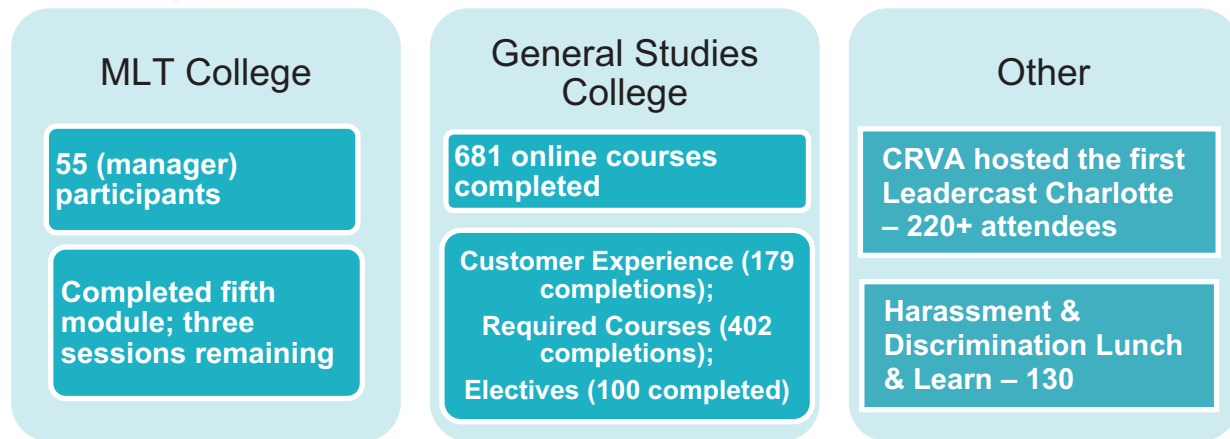 MLT College
55 (manager)
participants
Completed fifth
module; three
sessions remaining
General Studies
College
681 online courses
completed
Customer Experience (179
completions);
Required Courses (402
completions);
Electives (100 completed)
Other
CRVA hosted the first
Leadercast Charlotte
– 220+ attendees
Harassment &
Discrimination Lunch
& Learn – 130